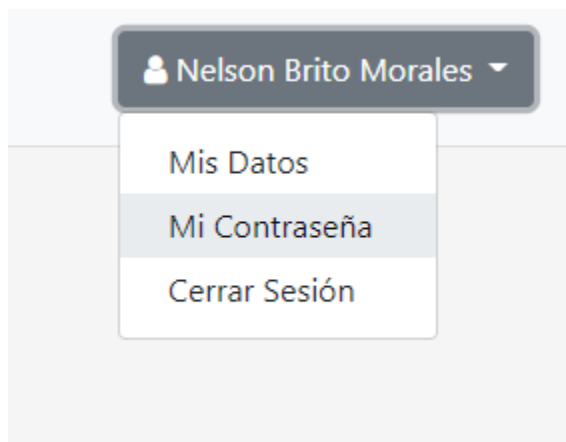 Nelson Brito Morales
Mis Datos
Mi Contraseña
Cerrar Sesión